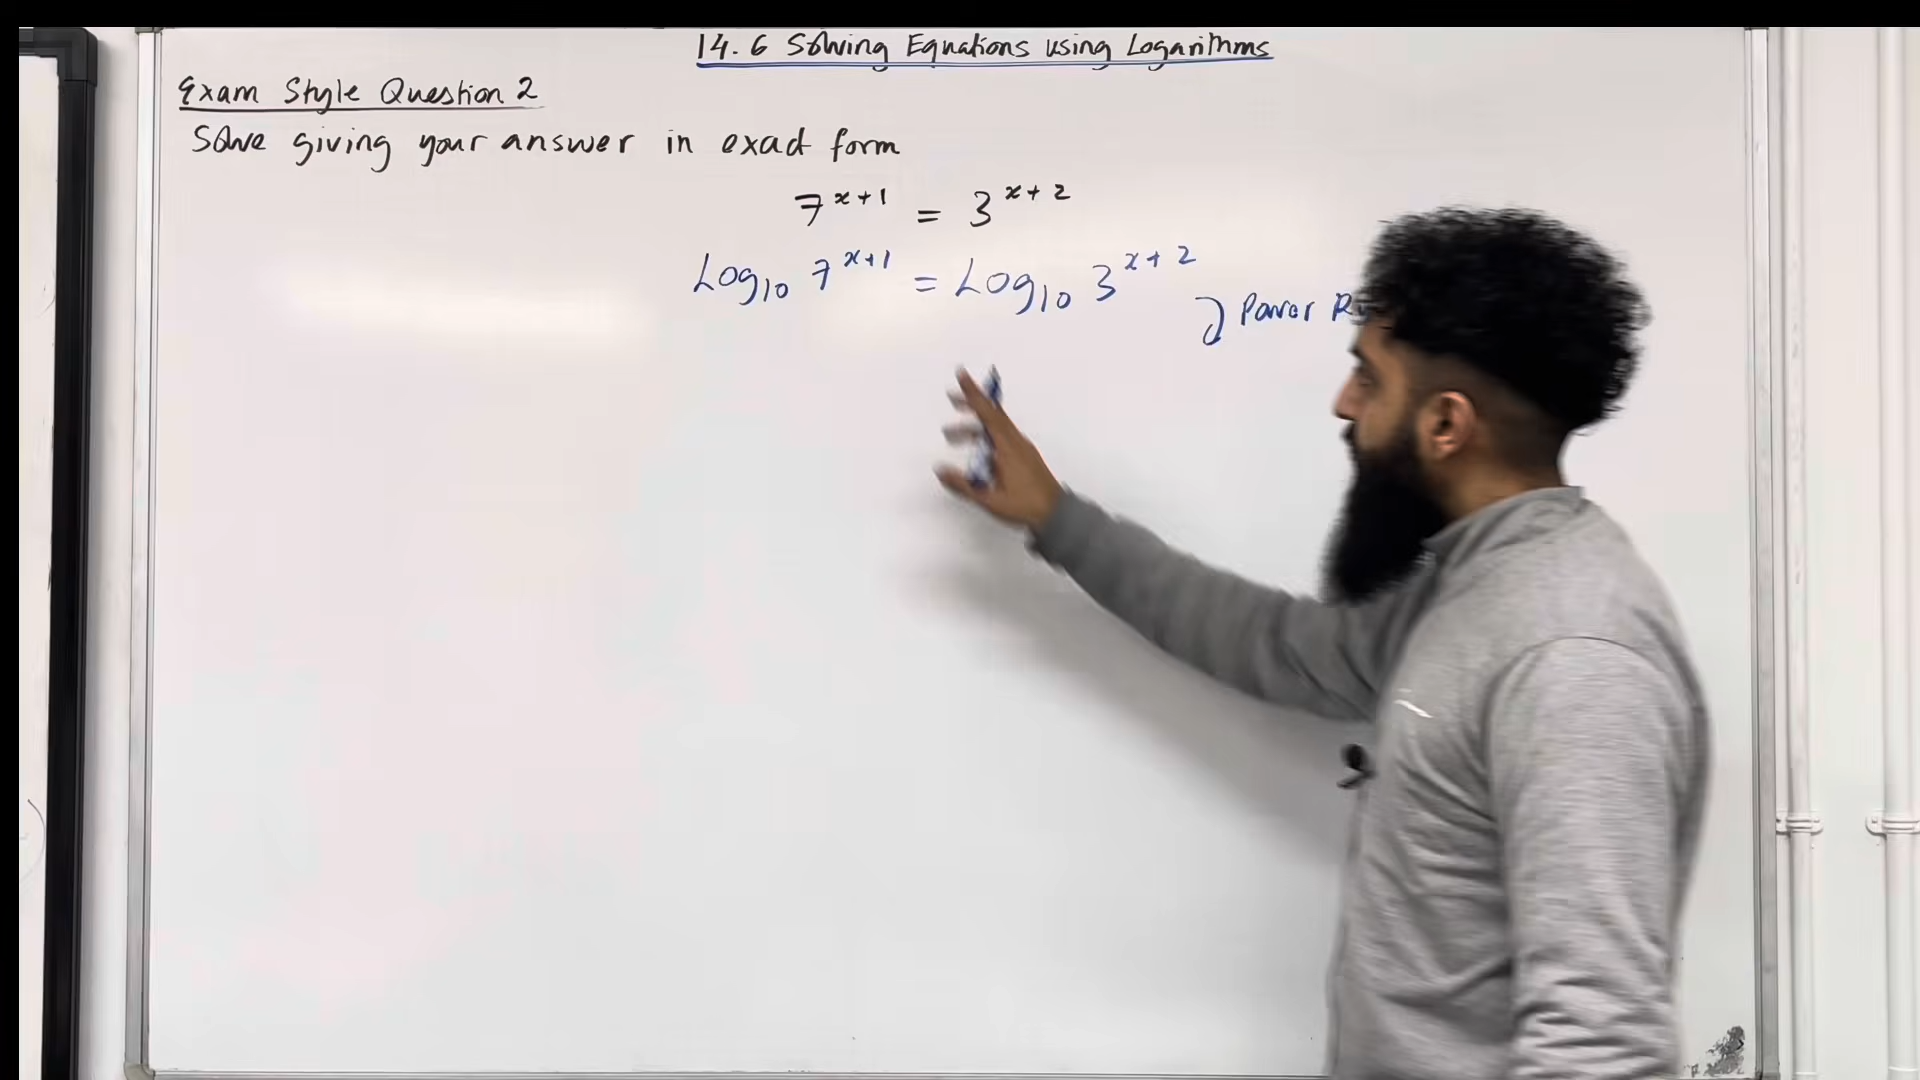 14.6 Solving Equations using Logarithms
Exam Style Question 2
Solve giving your answer in exact form
7^{x+1} = 3^{x+2}
Log₁₀ 7^{x+1} = Log₁₀ 3^{x+2}
Power